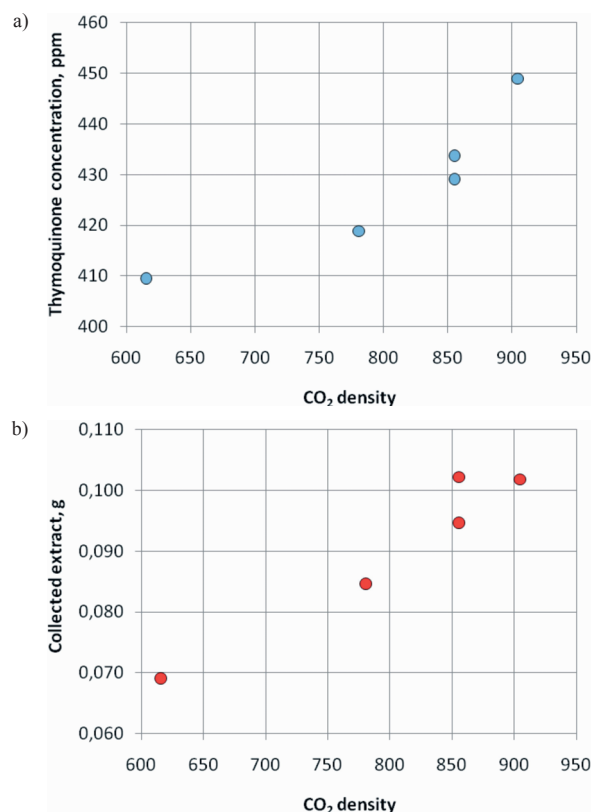 a)
Thymoquinone concentration, ppm
460
450
440
430
420
410
400
600 650 700 750 800 850 900 950
CO₂ density
b)
Collected extract, g
0,110
0,100
0,090
0,080
0,070
0,060
600 650 700 750 800 850 900 950
CO₂ density